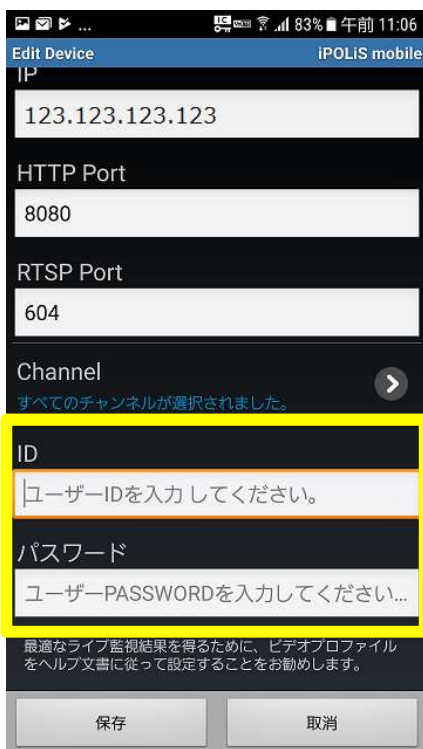 ... 83% 午前 11:06
Edit Device iPOLiS mobile
IP
123.123.123.123
HTTP Port
8080
RTSP Port
604
Channel
すべてのチャンネルが選択されました。
ID
ユーザーIDを入力してください。
パスワード
ユーザーPASSWORDを入力してください...
最適なライブ監視結果を得るために、ビデオプロファイル
をヘルプ文書に従って設定することをお勧めします。
保存 取消